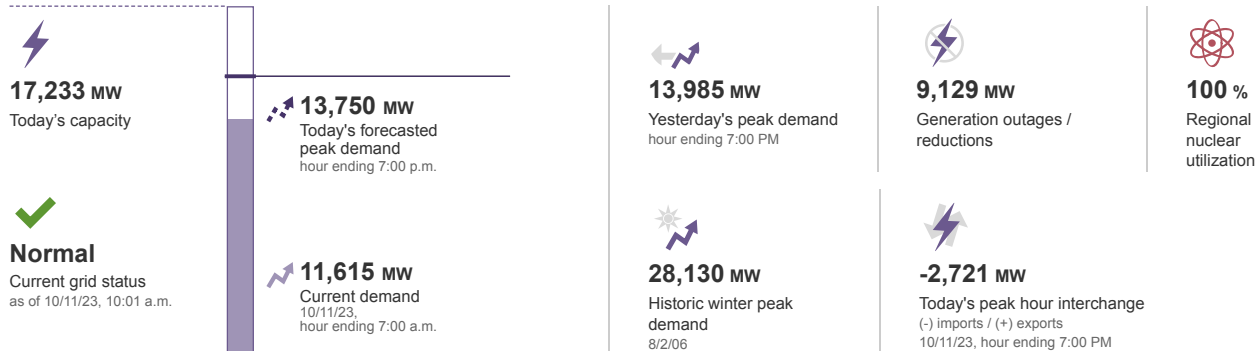 17,233 MW
Today's capacity
Normal
Current grid status
as of 10/11/23, 10:01 a.m.
13,750 MW
Today's forecasted
peak demand
hour ending 7:00 p.m.
11,615 MW
Current demand
10/11/23,
hour ending 7:00 a.m.
13,985 MW
Yesterday's peak demand
hour ending 7:00 PM
9,129 MW
Generation outages /
reductions
100 %
Regional
nuclear
utilization
28,130 MW
Historic winter peak
demand
8/2/06
-2,721 MW
Today's peak hour interchange
(-) imports / (+) exports
10/11/23, hour ending 7:00 PM